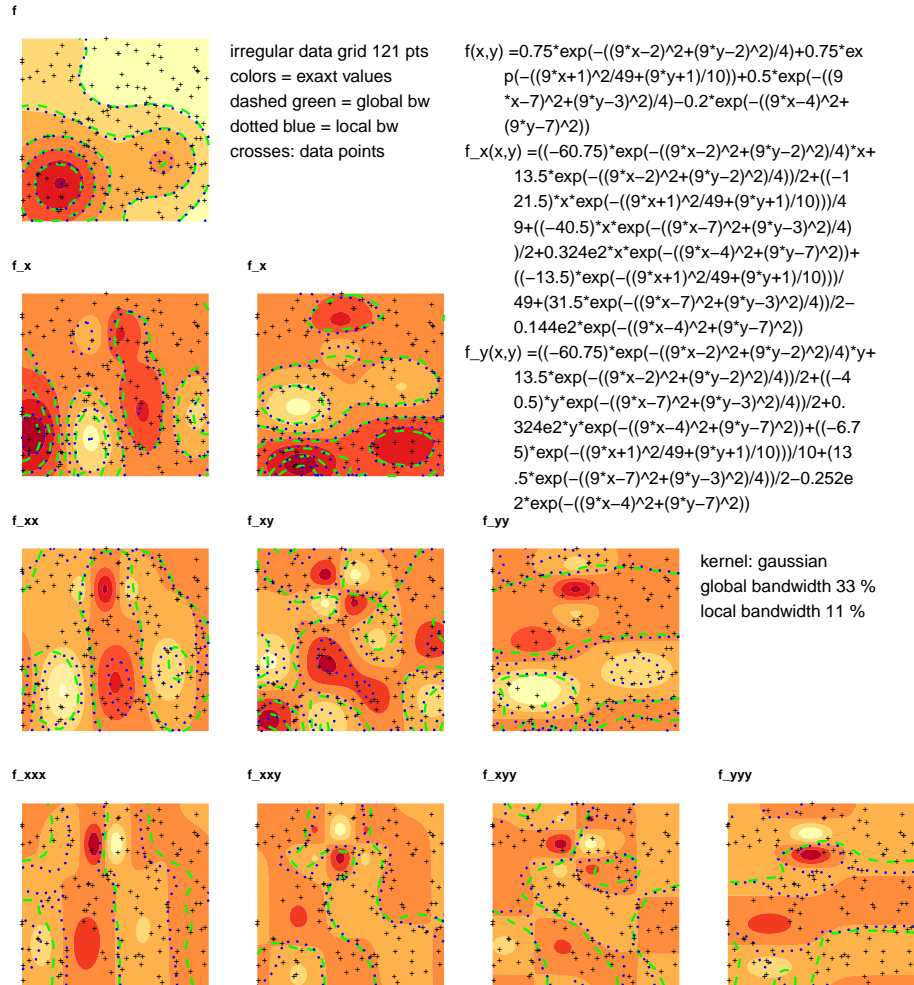 f
irregular data grid 121 pts
colors = exaxt values
dashed green = global bw
dotted blue = local bw
crosses: data points
f(x,y) =0.75*exp(−((9*x−2)^2+(9*y−2)^2)/4)+0.75*ex
p(−((9*x+1)^2/49+(9*y+1)/10))+0.5*exp(−((9
*x−7)^2+(9*y−3)^2)/4)−0.2*exp(−((9*x−4)^2+
(9*y−7)^2))
f_x(x,y) =((−60.75)*exp(−((9*x−2)^2+(9*y−2)^2)/4)*x+
13.5*exp(−((9*x−2)^2+(9*y−2)^2)/4))/2+((−1
21.5)*x*exp(−((9*x+1)^2/49+(9*y+1)/10)))/4
9+((−40.5)*x*exp(−((9*x−7)^2+(9*y−3)^2)/4)
)/2+0.324e2*x*exp(−((9*x−4)^2+(9*y−7)^2))+
((−13.5)*exp(−((9*x+1)^2/49+(9*y+1)/10)))/
49+(31.5*exp(−((9*x−7)^2+(9*y−3)^2)/4))/2−
0.144e2*exp(−((9*x−4)^2+(9*y−7)^2))
f_y(x,y) =((−60.75)*exp(−((9*x−2)^2+(9*y−2)^2)/4)*y+
13.5*exp(−((9*x−2)^2+(9*y−2)^2)/4))/2+((−4
0.5)*y*exp(−((9*x−7)^2+(9*y−3)^2)/4))/2+0.
324e2*y*exp(−((9*x−4)^2+(9*y−7)^2))+((−6.7
5)*exp(−((9*x+1)^2/49+(9*y+1)/10)))/10+(13
.5*exp(−((9*x−7)^2+(9*y−3)^2)/4))/2−0.252e
2*exp(−((9*x−4)^2+(9*y−7)^2))
f_x
f_x
f_xx
f_xy
f_yy
kernel: gaussian
global bandwidth 33 %
local bandwidth 11 %
f_xxx
f_xxy
f_xyy
f_yyy